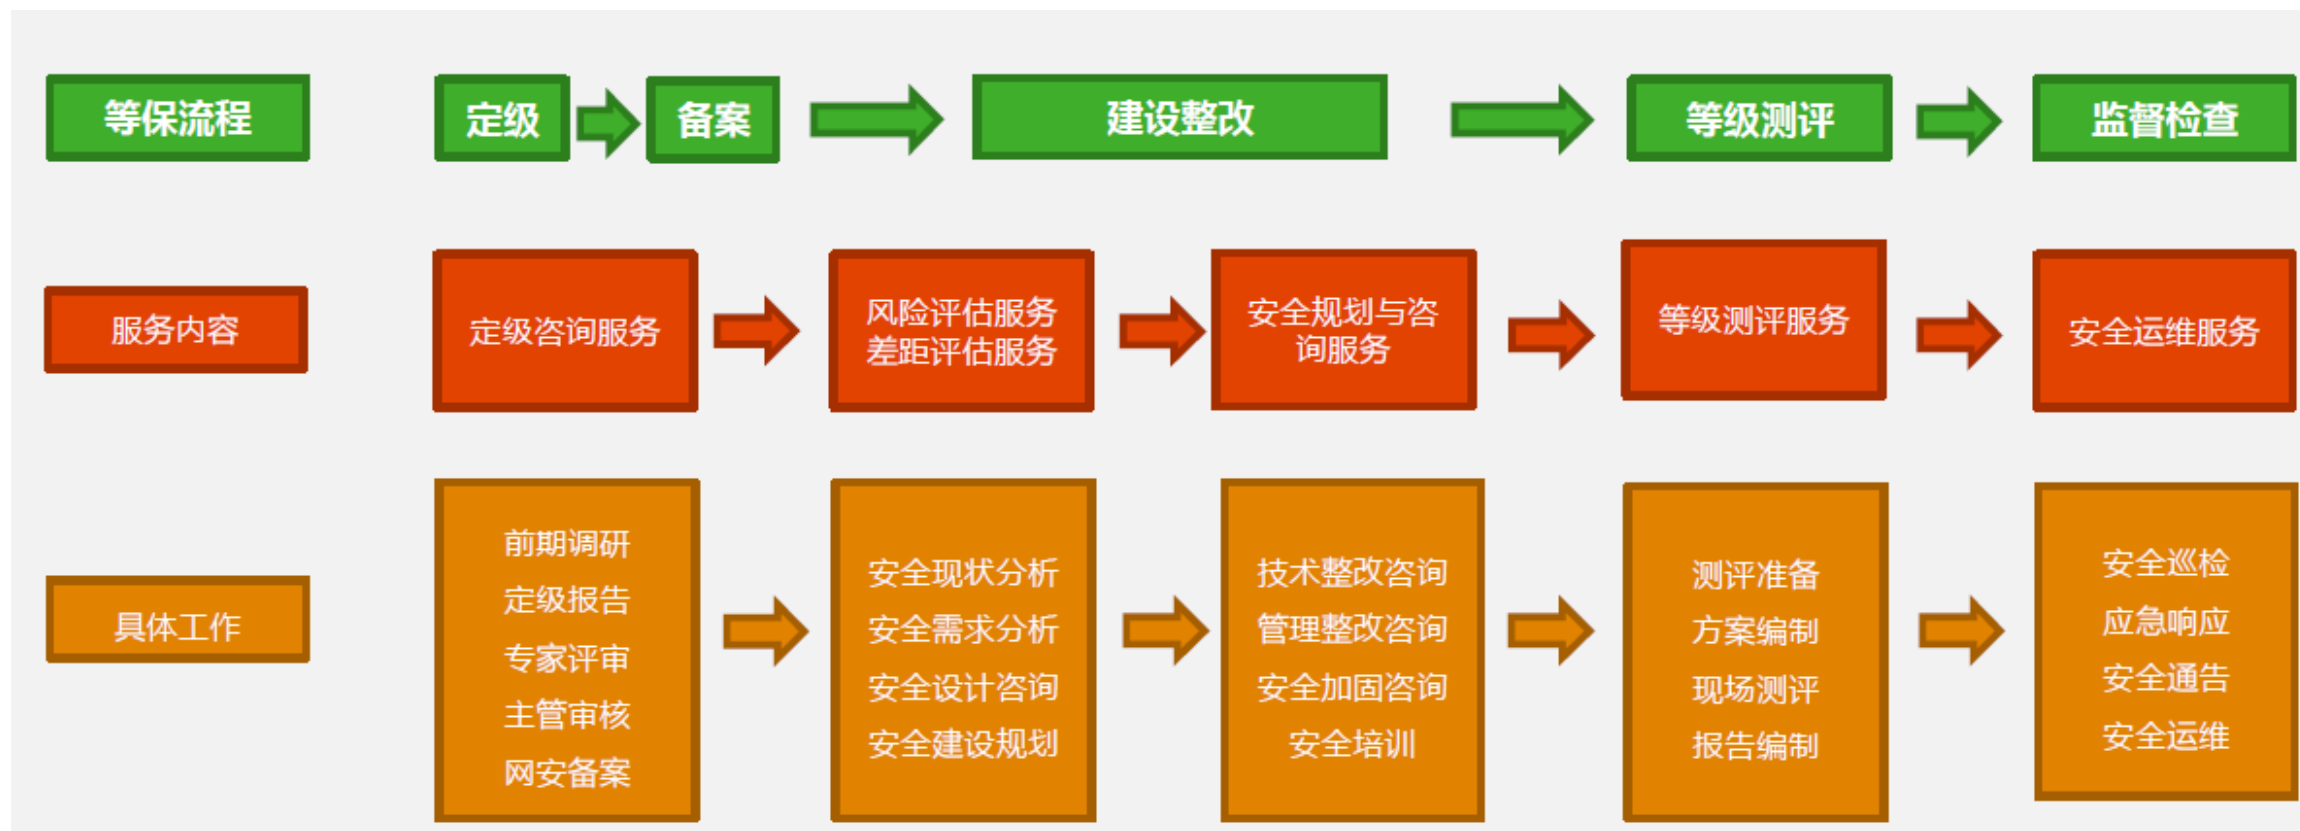 等保流程
定级
备案
建设整改
等级测评
监督检查
服务内容
定级咨询服务
风险评估服务
差距评估服务
安全规划与咨
询服务
等级测评服务
安全运维服务
具体工作
前期调研
定级报告
专家评审
主管审核
网安备案
安全现状分析
安全需求分析
安全设计咨询
安全建设规划
技术整改咨询
管理整改咨询
安全加固咨询
安全培训
测评准备
方案编制
现场测评
报告编制
安全巡检
应急响应
安全通告
安全运维